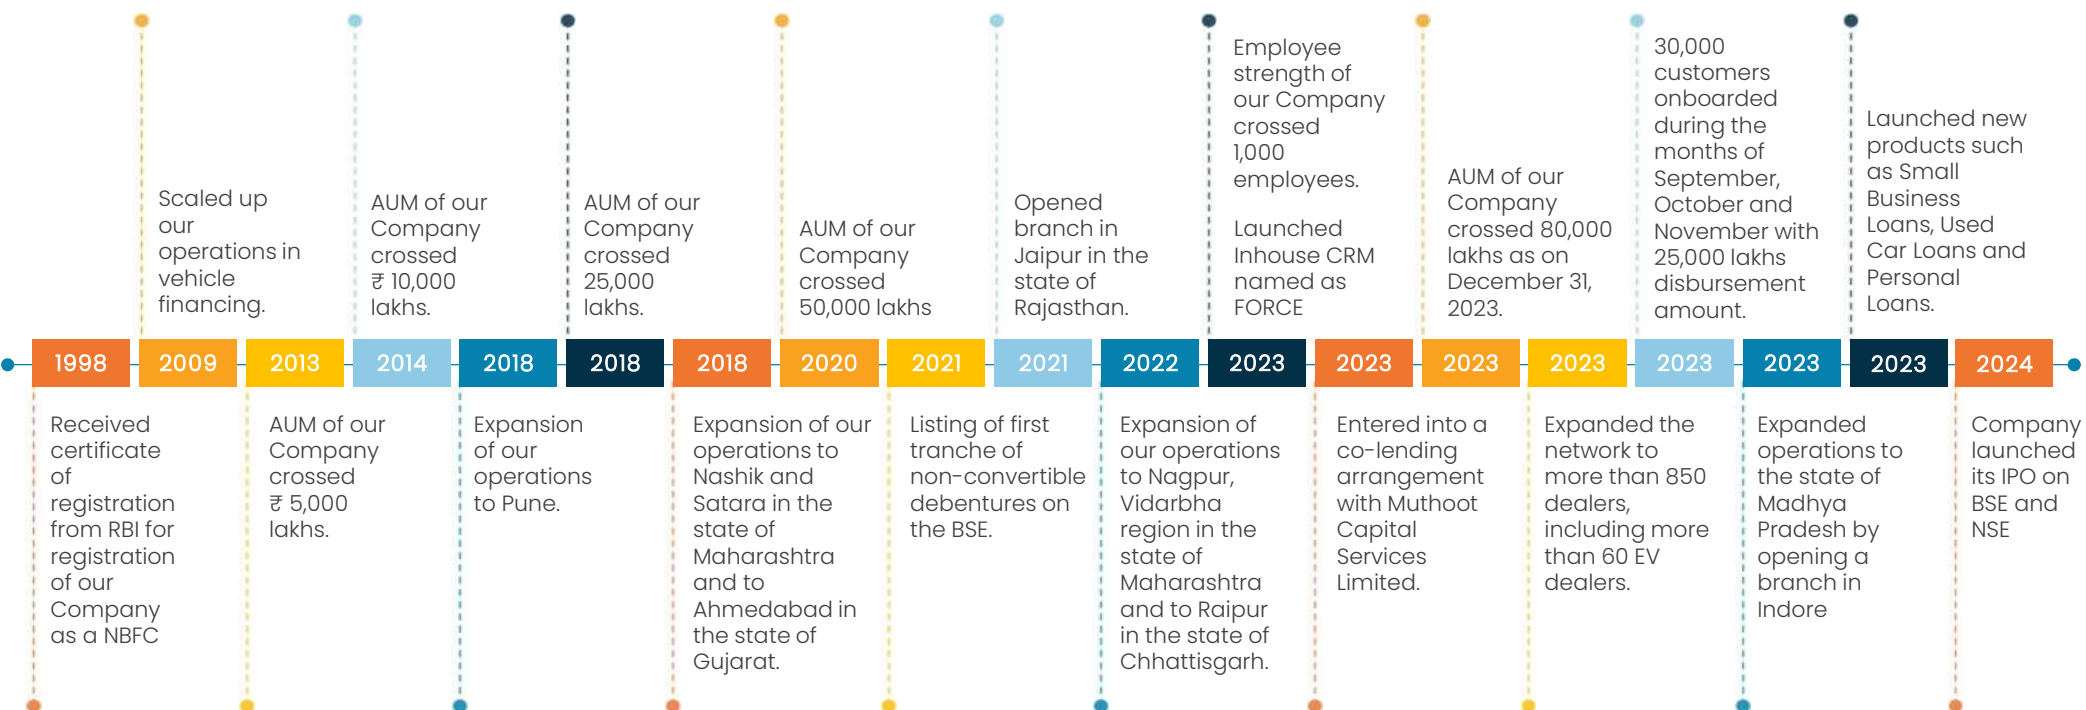 Scaled up
our
operations in
vehicle
financing.
AUM of our
Company
crossed
₹ 10,000
lakhs.
AUM of our
Company
crossed
25,000
lakhs.
AUM of our
Company
crossed
50,000 lakhs
Opened
branch in
Jaipur in the
state of
Rajasthan.
Employee
strength of
our Company
crossed
1,000
employees.
Launched
Inhouse CRM
named as
FORCE
AUM of our
Company
crossed 80,000
lakhs as on
December 31,
2023.
30,000
customers
onboarded
during the
months of
September,
October and
November with
25,000 lakhs
disbursement
amount.
Launched new
products such
as Small
Business
Loans, Used
Car Loans and
Personal
Loans.
1998 2009 2013 2014 2018 2018 2018 2020 2021 2021 2022 2023 2023 2023 2023 2023 2023 2023 2024
Received
certificate
of
registration
from RBI for
registration
of our
Company
as a NBFC
AUM of our
Company
crossed
₹ 5,000
lakhs.
Expansion
of our
operations
to Pune.
Expansion of our
operations to
Nashik and
Satara in the
state of
Maharashtra
and to
Ahmedabad in
the state of
Gujarat.
Listing of first
tranche of
non-convertible
debentures on
the BSE.
Expansion of
our operations
to Nagpur,
Vidarbha
region in the
state of
Maharashtra
and to Raipur
in the state of
Chhattisgarh.
Entered into a
co-lending
arrangement
with Muthoot
Capital
Services
Limited.
Expanded the
network to
more than 850
dealers,
including more
than 60 EV
dealers.
Expanded
operations to
the state of
Madhya
Pradesh by
opening a
branch in
Indore
Company
launched
its IPO on
BSE and
NSE